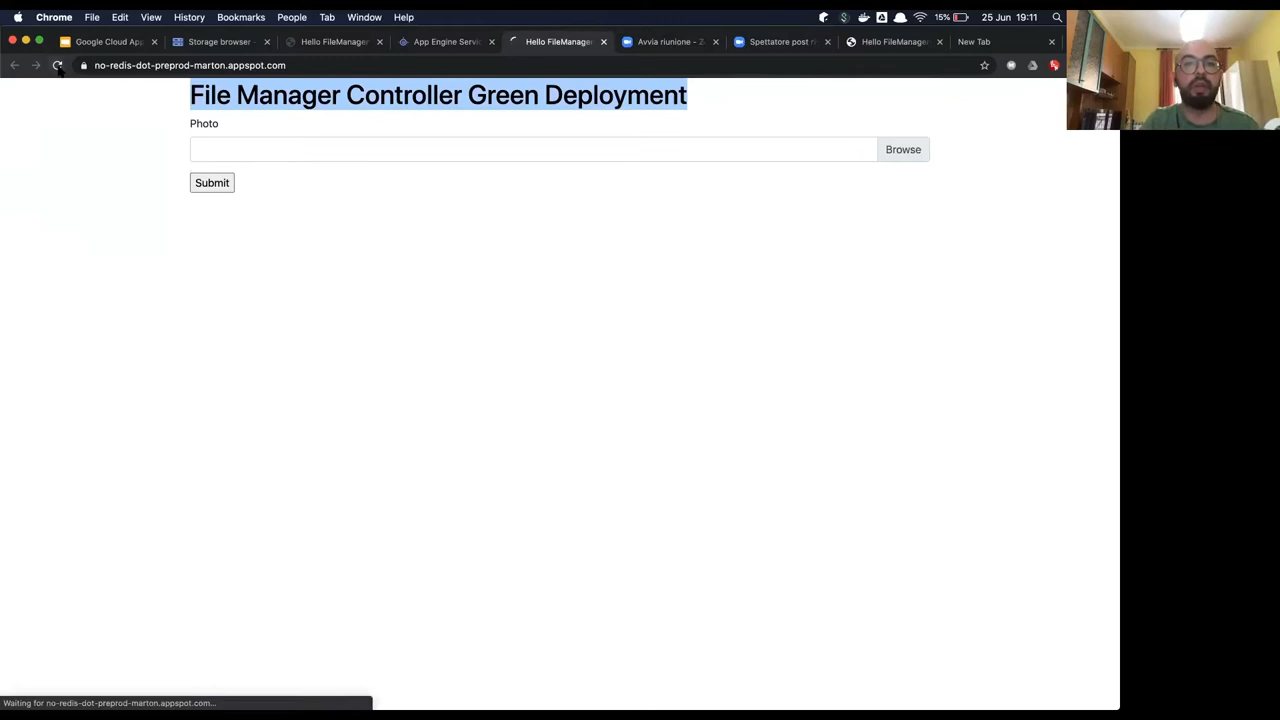 Chrome File Edit View History Bookmarks People Tab Window Help 15% 25 Jun 19:11
Google Cloud App Storage browser - Hello FileManager App Engine Servic Hello FileManager Avvia riunione - Z Spettatore post ri Hello FileManager New Tab
no-redis-dot-preprod-marton.appspot.com
File Manager Controller Green Deployment
Photo
Browse
Submit
Waiting for no-redis-dot-preprod-marton.appspot.com...